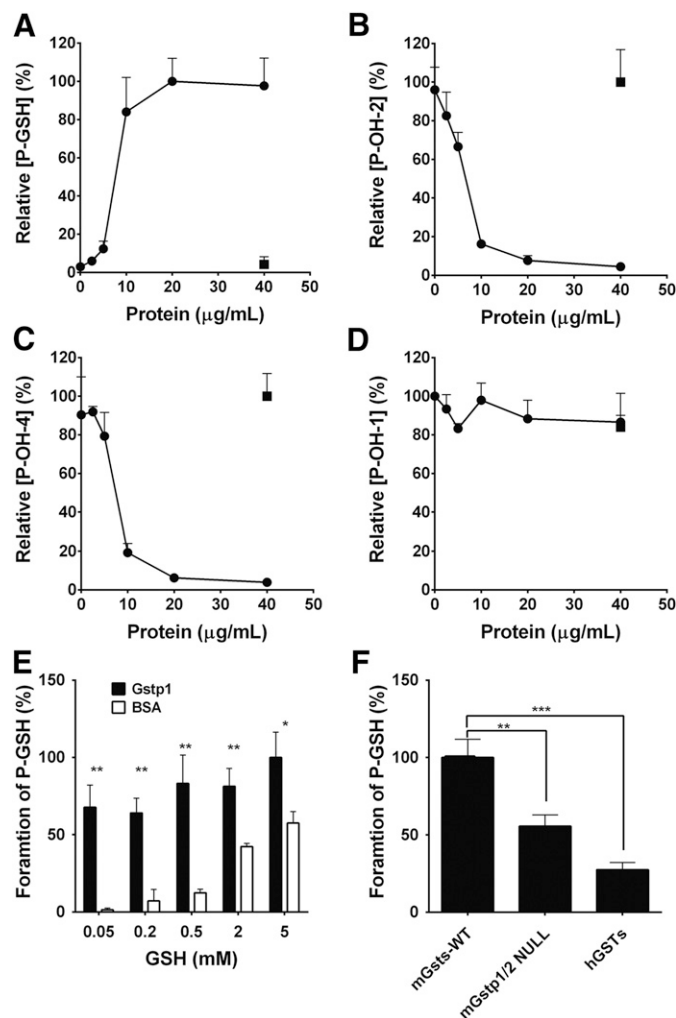 A
Relative [P-GSH] (%)
120
100
80
60
40
20
0
0 10 20 30 40 50
Protein (μg/mL)
B
Relative [P-OH-2] (%)
120
100
80
60
40
20
0
0 10 20 30 40 50
Protein (μg/mL)
C
Relative [P-OH-4] (%)
120
100
80
60
40
20
0
0 10 20 30 40 50
Protein (μg/mL)
D
Relative [P-OH-1] (%)
120
100
80
60
40
20
0
0 10 20 30 40 50
Protein (μg/mL)
E
Foramtion of P-GSH (%)
150
100
50
0
Gstp1
BSA
** ** ** ** *
0.05 0.2 0.5 2 5
GSH (mM)
F
Foramtion of P-GSH (%)
150
100
50
0
***
**
mGsts-WT
mGstp1/2 NULL
hGSTs